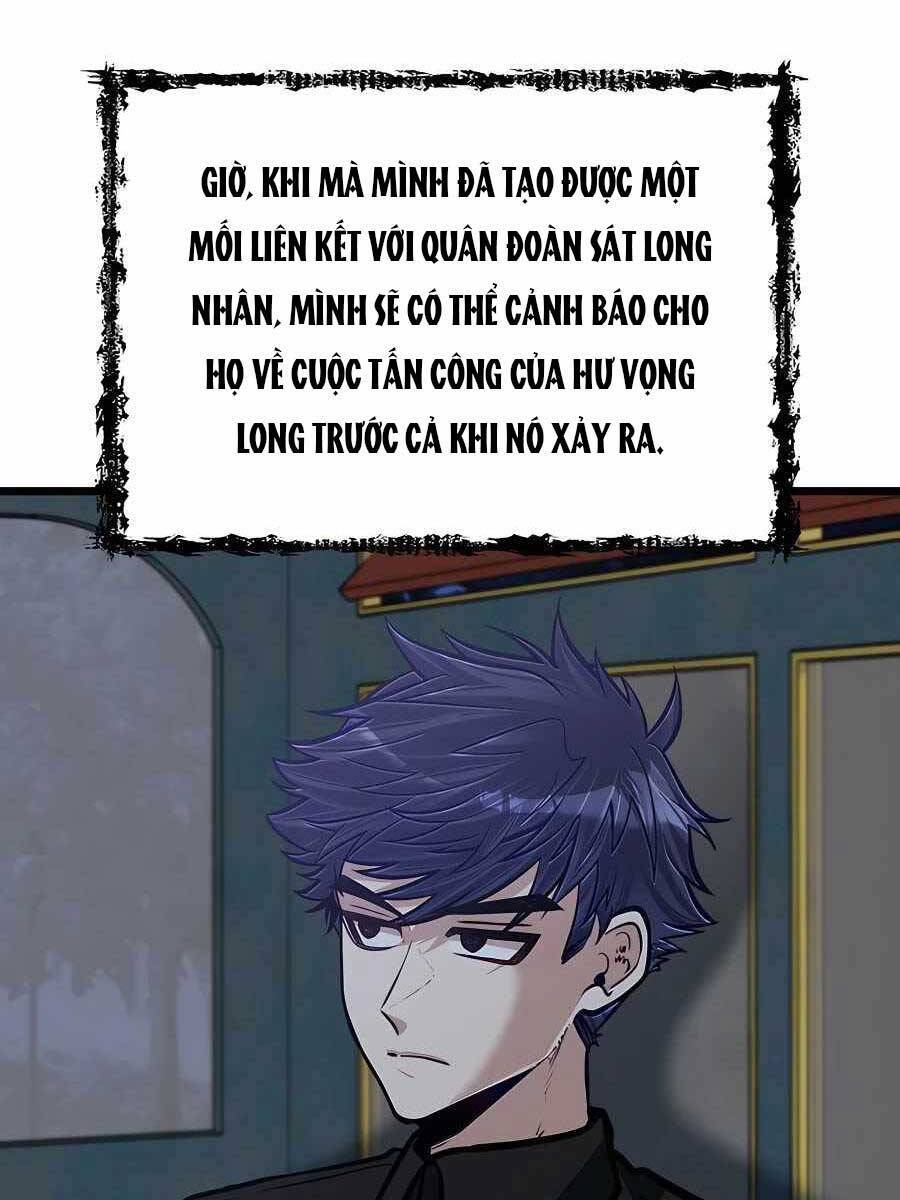 GIỜ, KHI MÀ MÌNH ĐÃ TẠO ĐƯỢC MỘT
MỐI LIÊN KẾT VỚI QUÂN ĐOÀN SÁT LONG
NHÂN, MÌNH SẼ CÓ THỂ CẢNH BÁO CHO
HỌ VỀ CUỘC TẤN CÔNG CỦA HƯ VỌNG
LONG TRƯỚC CẢ KHI NÓ XẢY RA.